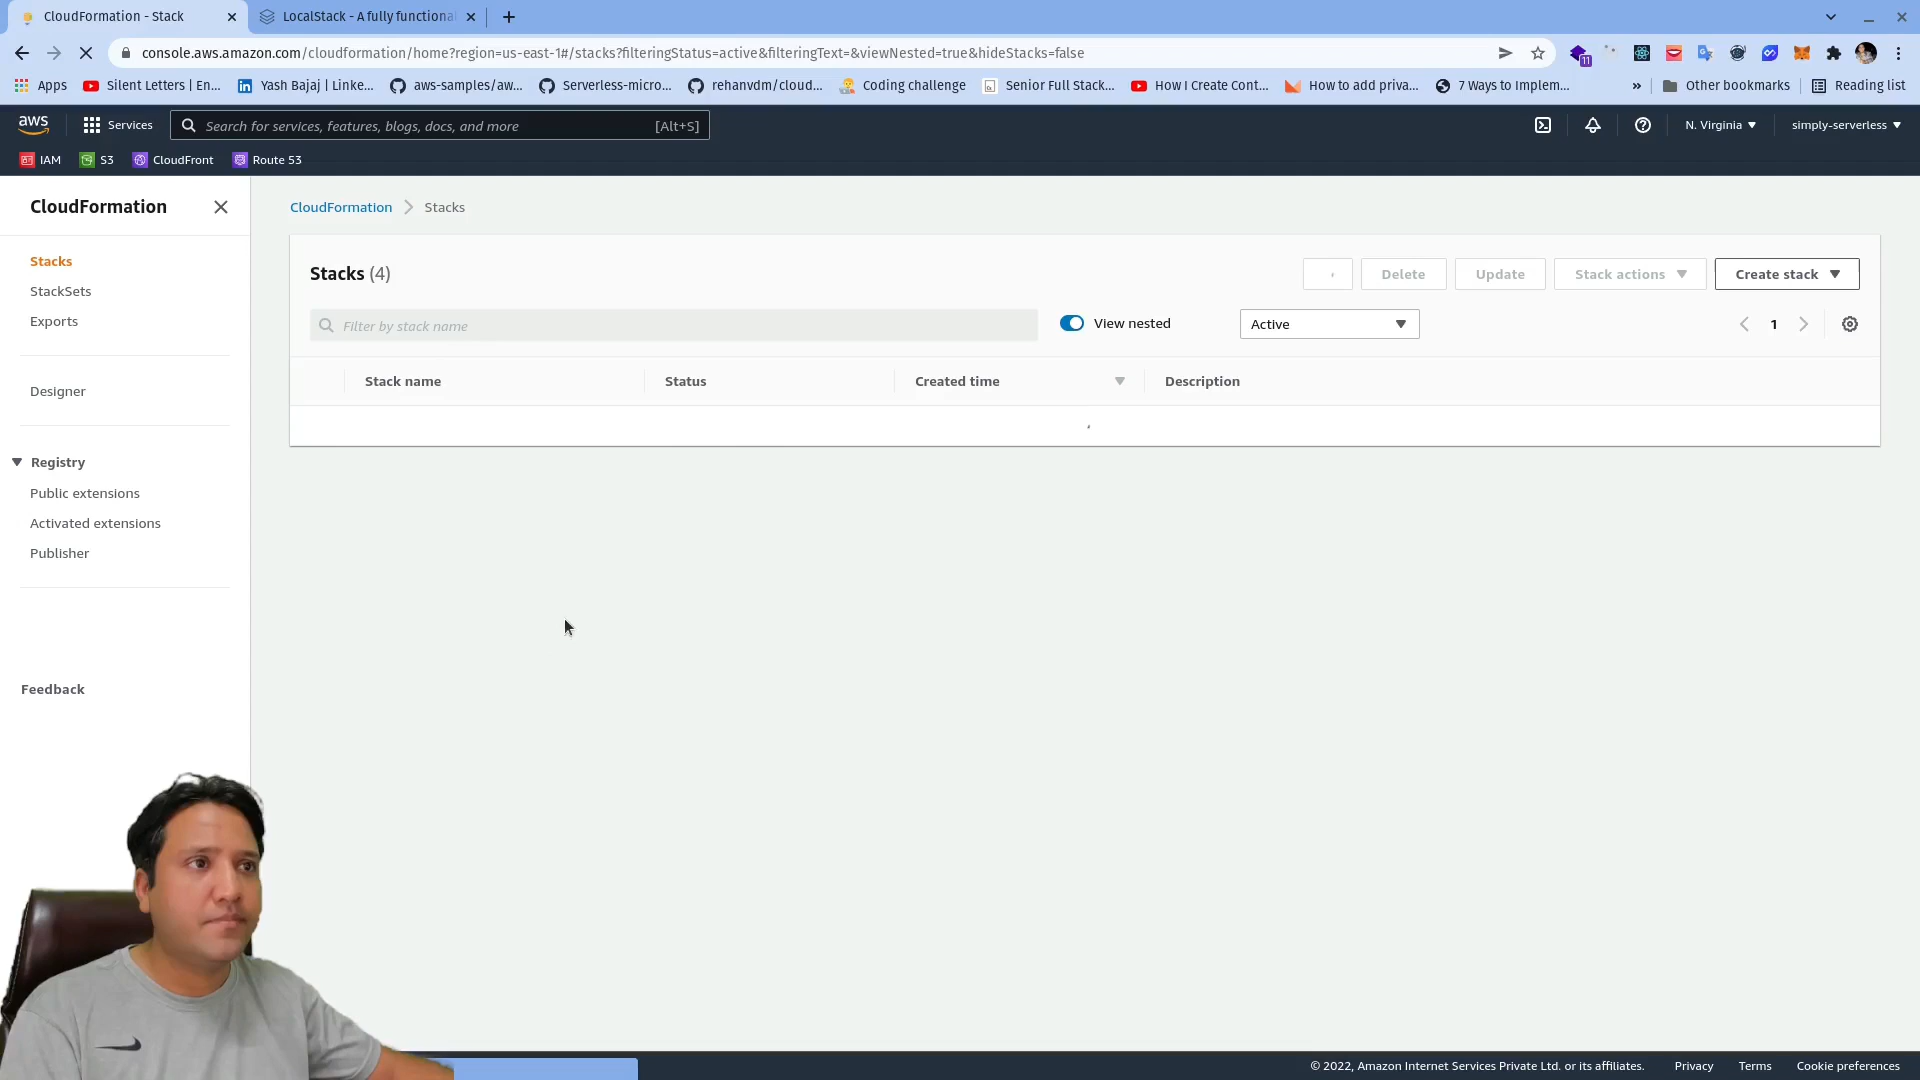 CloudFormation - Stack
LocalStack - A fully functional
console.aws.amazon.com/cloudformation/home?region=us-east-1#/stacks?filteringStatus=active&filteringText=&viewNested=true&hideStacks=false
11
Apps
Silent Letters | En...
Yash Bajaj | Linke...
aws-samples/aw...
Serverless-micro...
rehanvdm/cloud...
Coding challenge
Senior Full Stack...
How I Create Cont...
How to add priva...
7 Ways to Implem...
»
Other bookmarks
Reading list
aws
Services
Search for services, features, blogs, docs, and more
[Alt+S]
N. Virginia
simply-serverless
IAM
S3
CloudFront
Route 53
CloudFormation
Stacks
StackSets
Exports
Designer
Registry
Public extensions
Activated extensions
Publisher
Feedback
CloudFormation > Stacks
Stacks (4)
Delete
Update
Stack actions
Create stack
Filter by stack name
View nested
Active
1
Stack name
Status
Created time
Description
© 2022, Amazon Internet Services Private Ltd. or its affiliates.
Privacy
Terms
Cookie preferences